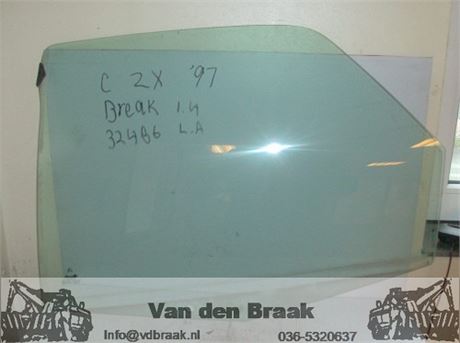 C ZX '97
Break 1.4
32486 L.A
Van den Braak
Info@vdbraak.nl 036-5320637